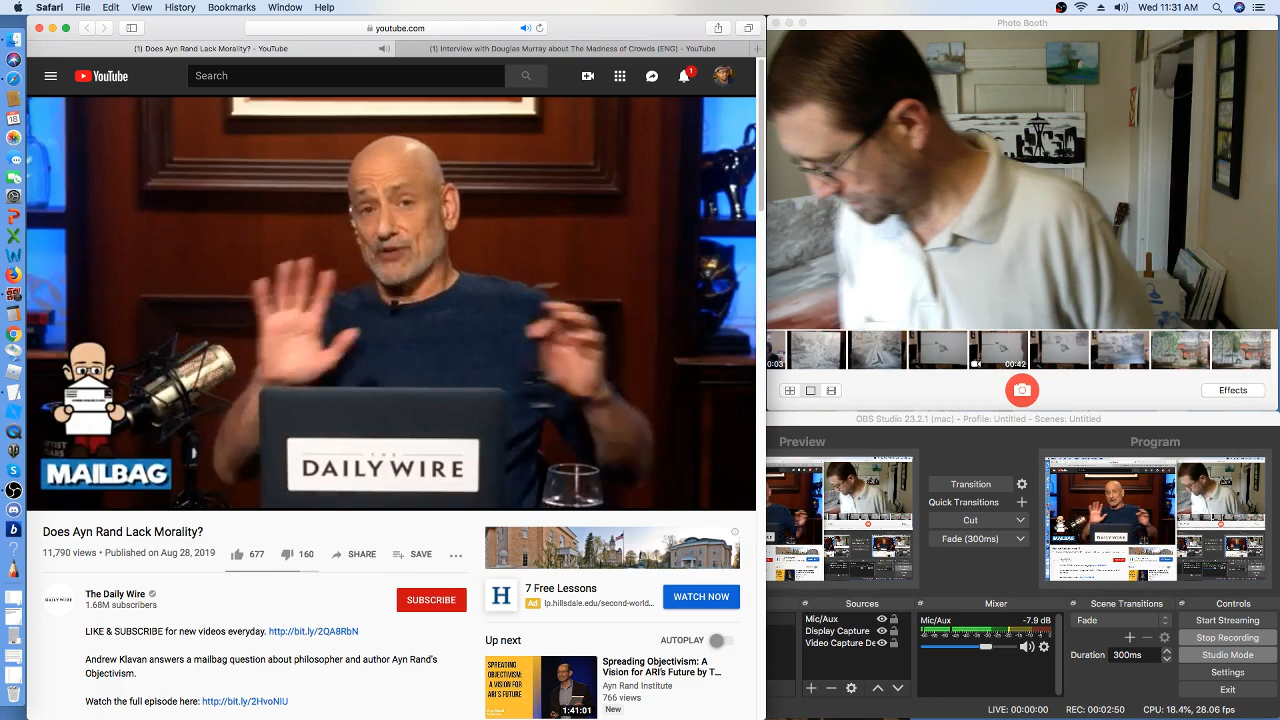 Safari File Edit View History Bookmarks Window Help
Wed 11:31 AM
youtube.com
(1) Does Ayn Rand Lack Morality? - YouTube
(1) Interview with Douglas Murray about The Madness of Crowds (ENG) - YouTube
YouTube
Search
1
MAILBAG
THE
DAILY WIRE
Does Ayn Rand Lack Morality?
11,790 views • Published on Aug 28, 2019
677
160
SHARE
SAVE
The Daily Wire
1.68M subscribers
SUBSCRIBE
LIKE & SUBSCRIBE for new videos everyday. http://bit.ly/2QA8RbN
Andrew Klavan answers a mailbag question about philosopher and author Ayn Rand's
Objectivism.
Watch the full episode here: http://bit.ly/2HvoNIU
H
7 Free Lessons
Ad lp.hillsdale.edu/second-world...
WATCH NOW
Up next
AUTOPLAY
SPREADING
OBJECTIVISM:
A VISION FOR
ARI'S FUTURE
1:41:01
Spreading Objectivism: A
Vision for ARI's Future by T...
Ayn Rand Institute
766 views
New
Photo Booth
0:03
00:42
Effects
OBS Studio 23.2.1 (mac) - Profile: Untitled - Scenes: Untitled
Preview
Program
Transition
Quick Transitions
Cut
Fade (300ms)
Sources
Mic/Aux
Display Capture
Video Capture De
Mixer
Mic/Aux
-7.9 dB
Scene Transitions
Fade
Duration 300ms
Controls
Start Streaming
Stop Recording
Studio Mode
Settings
Exit
LIVE: 00:00:00
REC: 00:02:50
CPU: 18.4%, 28.06 fps